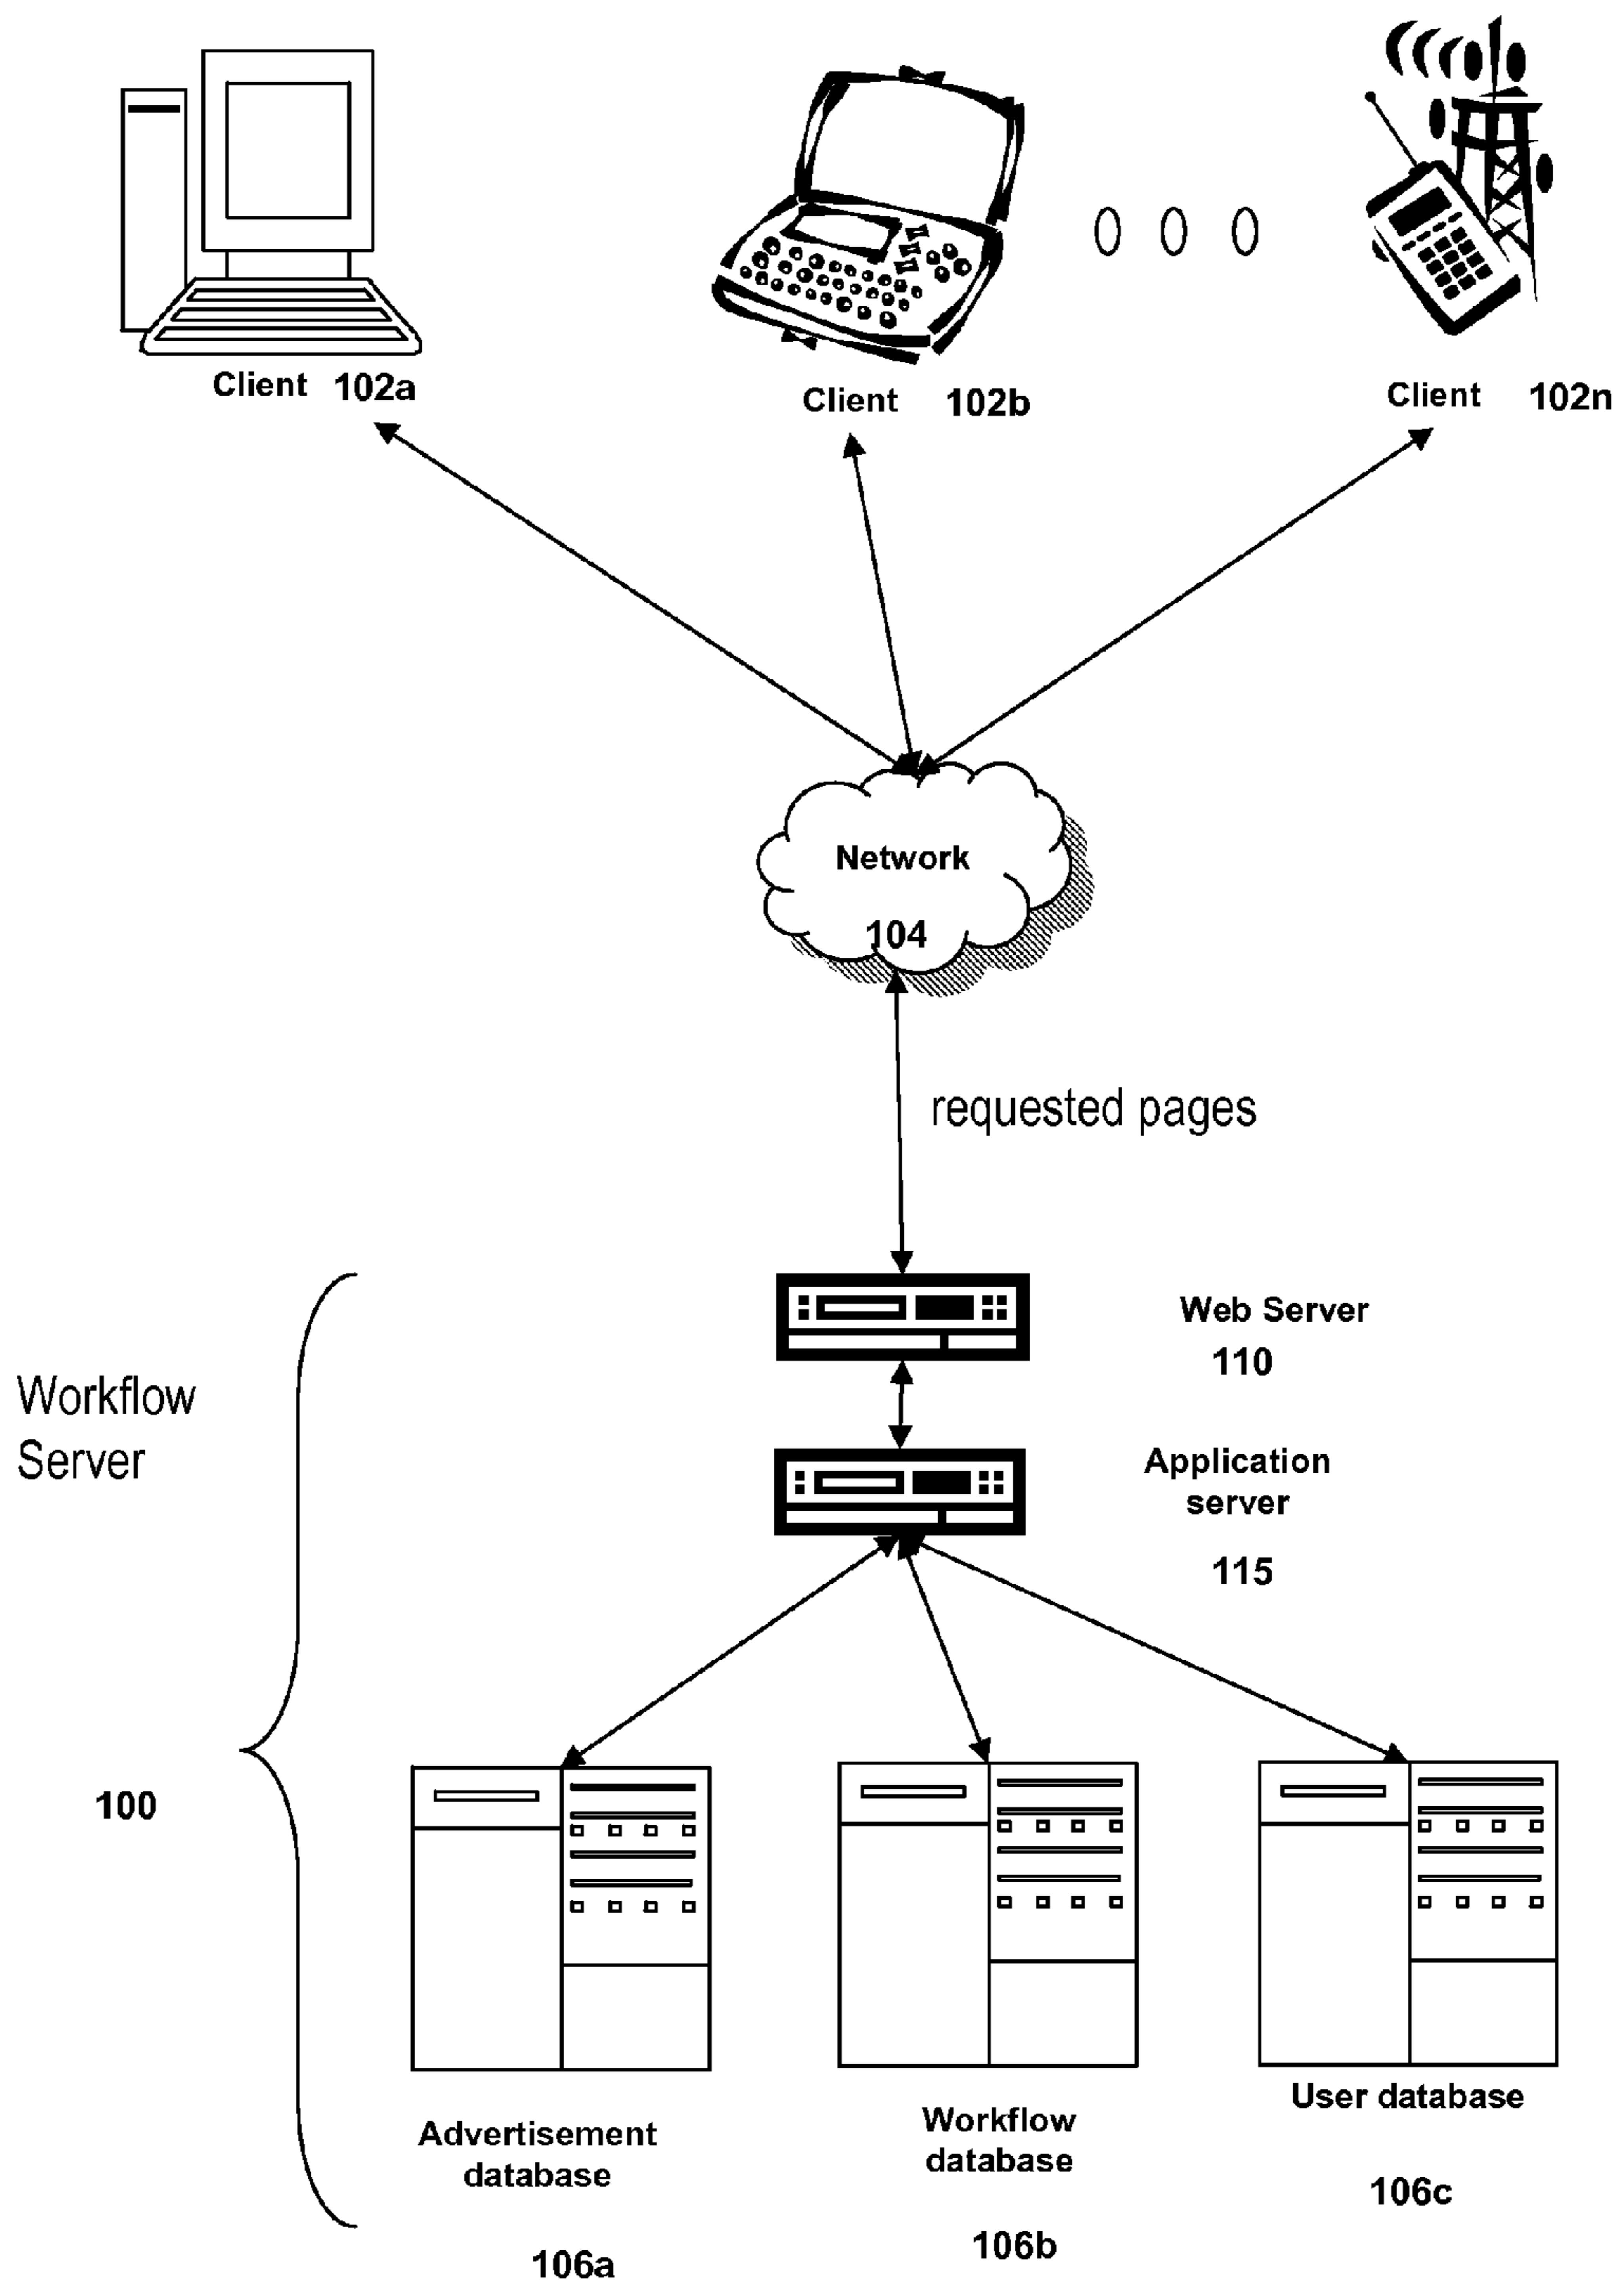 Client 102a
Client 102b
Client 102n
Network
104
requested pages
Web Server
110
Workflow
Server
Application
server
115
100
Advertisement
database
106a
Workflow
database
106b
User database
106c